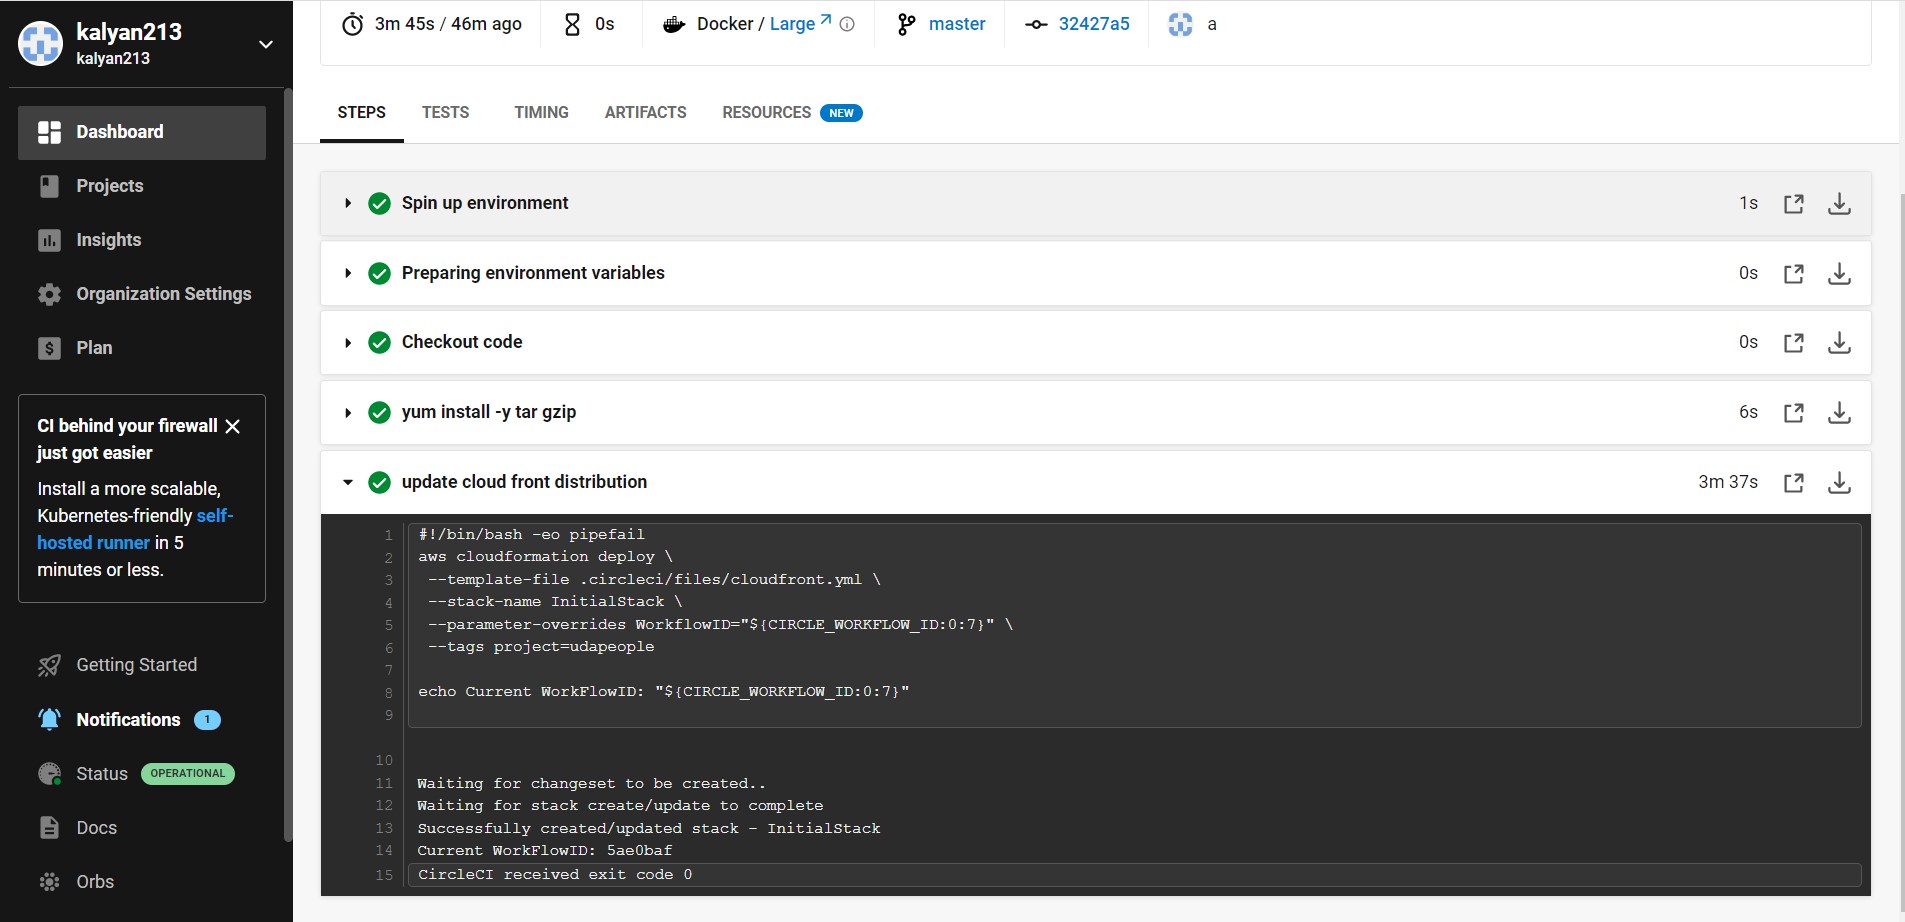 kalyan213
kalyan213
Dashboard
Projects
Insights
Organization Settings
Plan
CI behind your firewall
just got easier
Install a more scalable,
Kubernetes-friendly self-
hosted runner in 5
minutes or less.
Getting Started
Notifications 1
Status OPERATIONAL
Docs
Orbs
3m 45s / 46m ago 0s Docker / Large master 32427a5 a
STEPS TESTS TIMING ARTIFACTS RESOURCES NEW
Spin up environment 1s
Preparing environment variables 0s
Checkout code 0s
yum install -y tar gzip 6s
update cloud front distribution 3m 37s
1 #!/bin/bash -eo pipefail
2 aws cloudformation deploy \
3 --template-file .circleci/files/cloudfront.yml \
4 --stack-name InitialStack \
5 --parameter-overrides WorkflowID="${CIRCLE_WORKFLOW_ID:0:7}" \
6 --tags project=udapeople
7
8 echo Current WorkFlowID: "${CIRCLE_WORKFLOW_ID:0:7}"
9
10
11 Waiting for changeset to be created..
12 Waiting for stack create/update to complete
13 Successfully created/updated stack - InitialStack
14 Current WorkFlowID: 5ae0baf
15 CircleCI received exit code 0